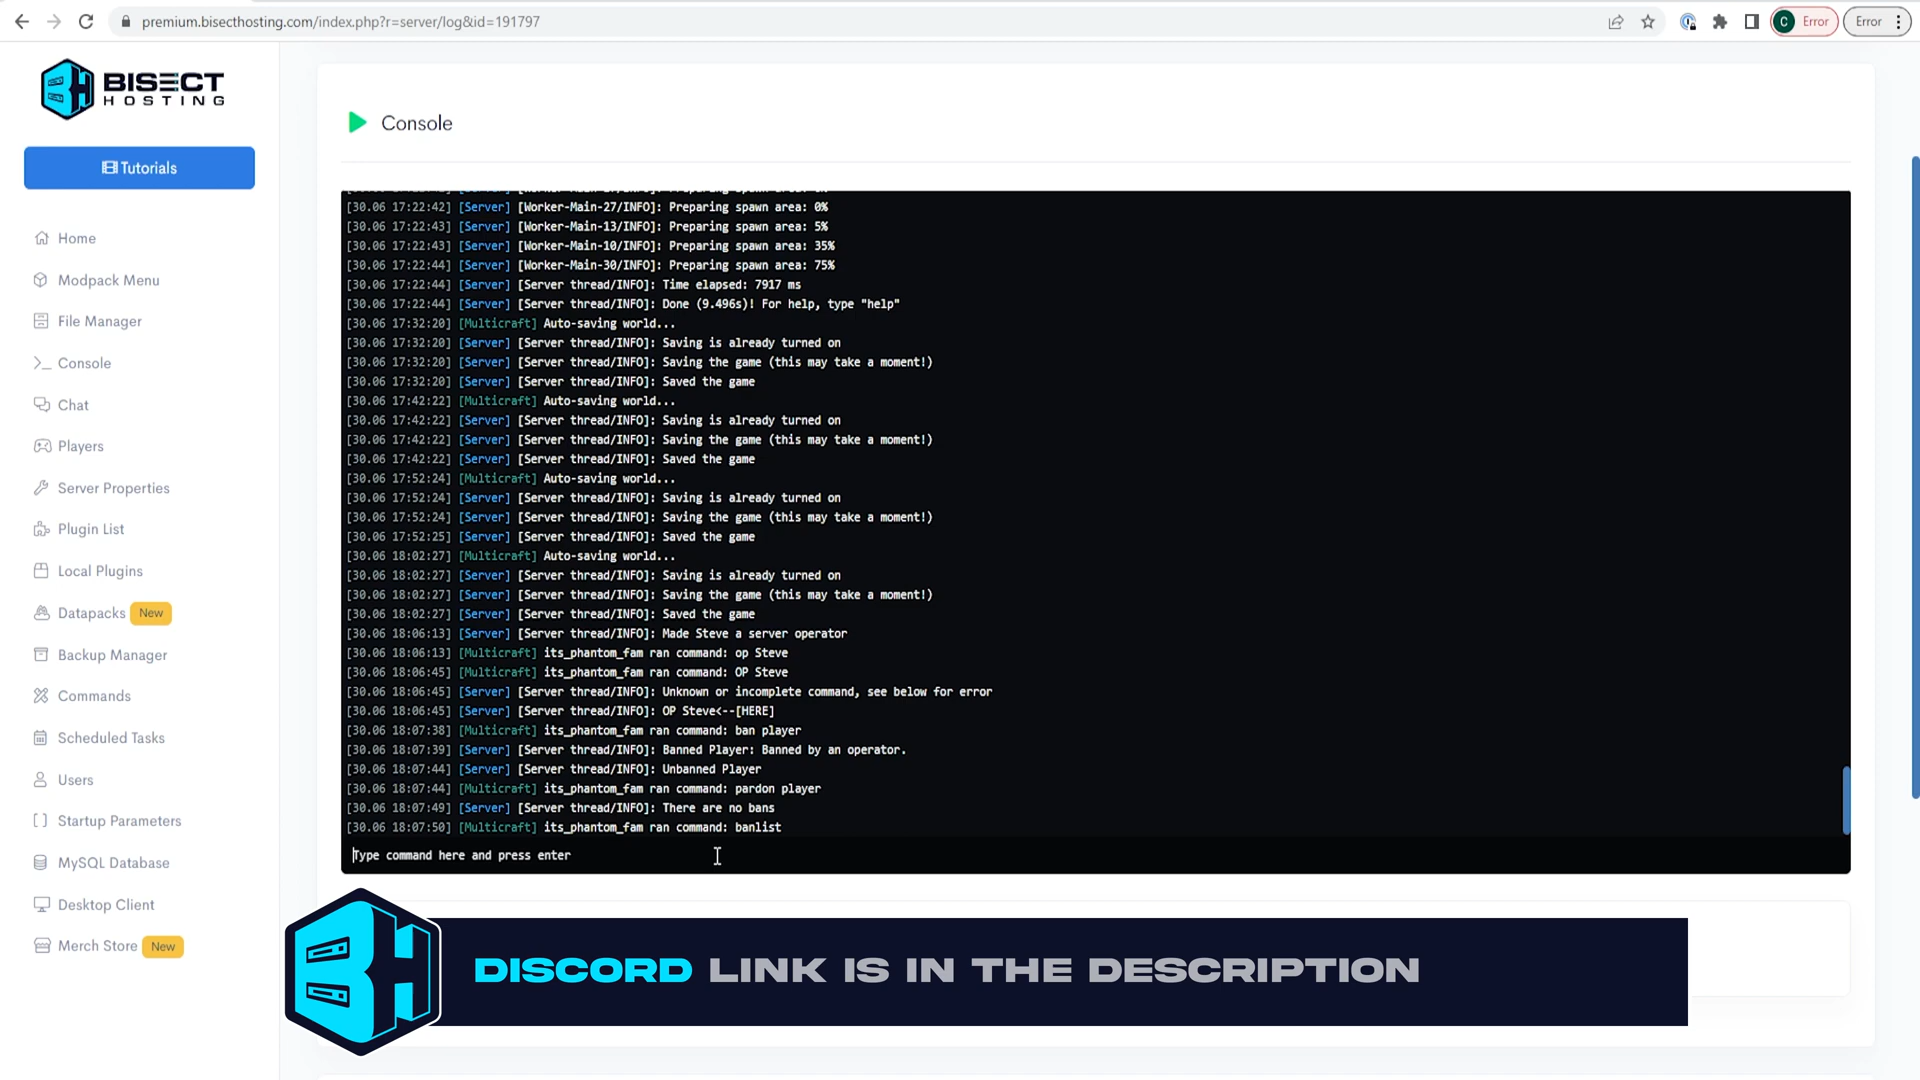 premium.bisecthosting.com/index.php?r=server/log&id=191797
C Error
Error
BISECT
HOSTING
Tutorials
Home
Modpack Menu
File Manager
Console
Chat
Players
Server Properties
Plugin List
Local Plugins
Datapacks New
Backup Manager
Commands
Scheduled Tasks
Users
Startup Parameters
MySQL Database
Desktop Client
Merch Store New
Console
[30.06 17:22:42] [Server] [Worker-Main-27/INFO]: Preparing spawn area: 0%
[30.06 17:22:43] [Server] [Worker-Main-13/INFO]: Preparing spawn area: 5%
[30.06 17:22:43] [Server] [Worker-Main-10/INFO]: Preparing spawn area: 35%
[30.06 17:22:44] [Server] [Worker-Main-30/INFO]: Preparing spawn area: 75%
[30.06 17:22:44] [Server] [Server thread/INFO]: Time elapsed: 7917 ms
[30.06 17:22:44] [Server] [Server thread/INFO]: Done (9.496s)! For help, type "help"
[30.06 17:32:20] [Multicraft] Auto-saving world...
[30.06 17:32:20] [Server] [Server thread/INFO]: Saving is already turned on
[30.06 17:32:20] [Server] [Server thread/INFO]: Saving the game (this may take a moment!)
[30.06 17:32:20] [Server] [Server thread/INFO]: Saved the game
[30.06 17:42:22] [Multicraft] Auto-saving world...
[30.06 17:42:22] [Server] [Server thread/INFO]: Saving is already turned on
[30.06 17:42:22] [Server] [Server thread/INFO]: Saving the game (this may take a moment!)
[30.06 17:42:22] [Server] [Server thread/INFO]: Saved the game
[30.06 17:52:24] [Multicraft] Auto-saving world...
[30.06 17:52:24] [Server] [Server thread/INFO]: Saving is already turned on
[30.06 17:52:24] [Server] [Server thread/INFO]: Saving the game (this may take a moment!)
[30.06 17:52:25] [Server] [Server thread/INFO]: Saved the game
[30.06 18:02:27] [Multicraft] Auto-saving world...
[30.06 18:02:27] [Server] [Server thread/INFO]: Saving is already turned on
[30.06 18:02:27] [Server] [Server thread/INFO]: Saving the game (this may take a moment!)
[30.06 18:02:27] [Server] [Server thread/INFO]: Saved the game
[30.06 18:06:13] [Server] [Server thread/INFO]: Made Steve a server operator
[30.06 18:06:13] [Multicraft] its_phantom_fam ran command: op Steve
[30.06 18:06:45] [Multicraft] its_phantom_fam ran command: OP Steve
[30.06 18:06:45] [Server] [Server thread/INFO]: Unknown or incomplete command, see below for error
[30.06 18:06:45] [Server] [Server thread/INFO]: OP Steve<--[HERE]
[30.06 18:07:38] [Multicraft] its_phantom_fam ran command: ban player
[30.06 18:07:39] [Server] [Server thread/INFO]: Banned Player: Banned by an operator.
[30.06 18:07:44] [Server] [Server thread/INFO]: Unbanned Player
[30.06 18:07:44] [Multicraft] its_phantom_fam ran command: pardon player
[30.06 18:07:49] [Server] [Server thread/INFO]: There are no bans
[30.06 18:07:50] [Multicraft] its_phantom_fam ran command: banlist
Type command here and press enter
DISCORD LINK IS IN THE DESCRIPTION